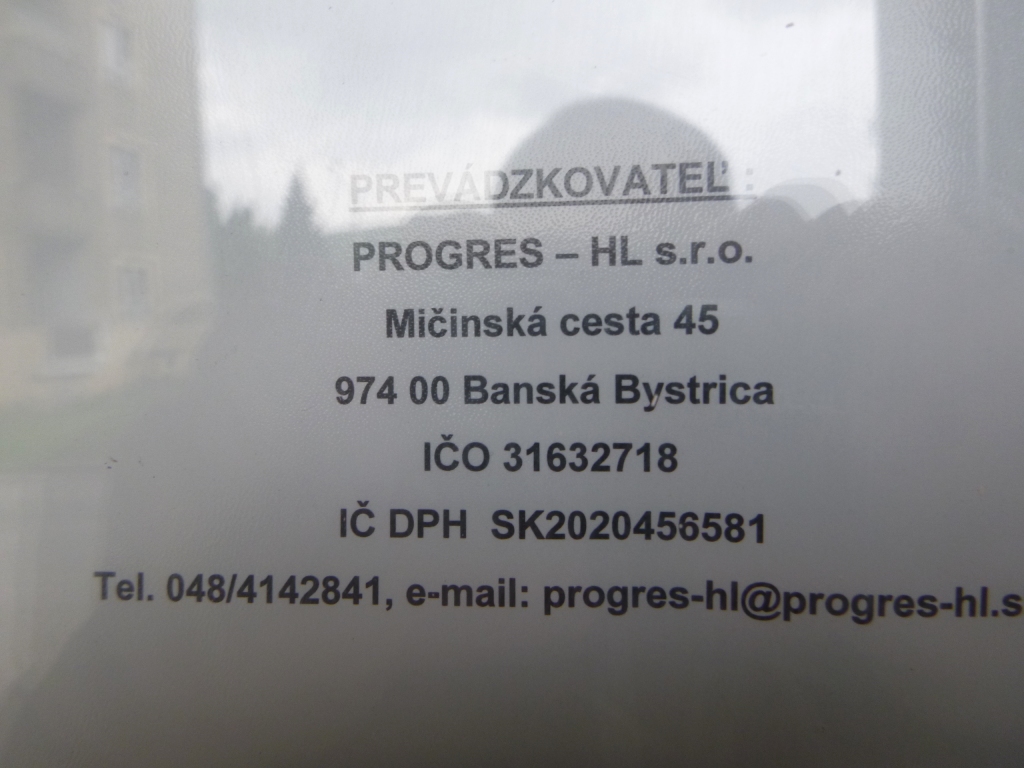 PREVÁDZKOVATEĽ :
PROGRES – HL s.r.o.
Mičinská cesta 45
974 00 Banská Bystrica
IČO 31632718
IČ DPH SK2020456581
Tel. 048/4142841, e-mail: progres-hl@progres-hl.s